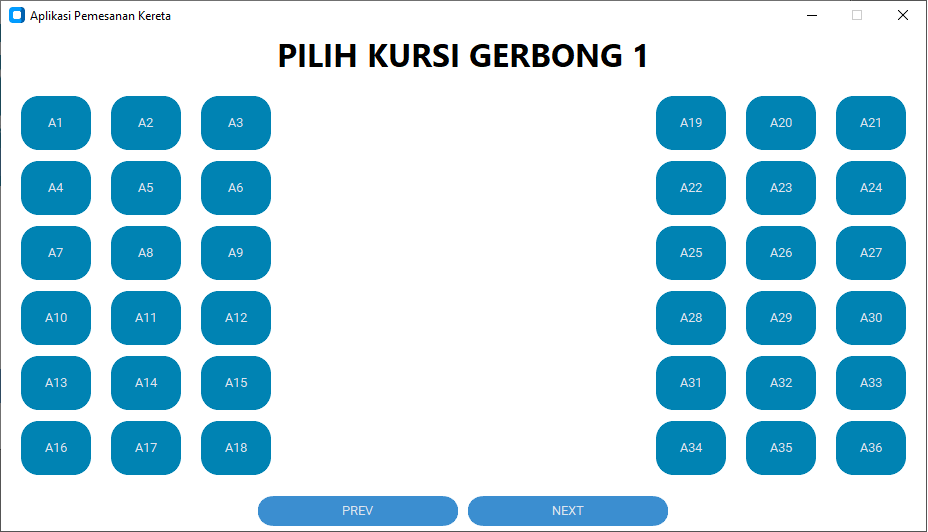 Aplikasi Pemesanan Kereta
PILIH KURSI GERBONG 1
A1 A2 A3 A19 A20 A21
A4 A5 A6 A22 A23 A24
A7 A8 A9 A25 A26 A27
A10 A11 A12 A28 A29 A30
A13 A14 A15 A31 A32 A33
A16 A17 A18 A34 A35 A36
PREV NEXT